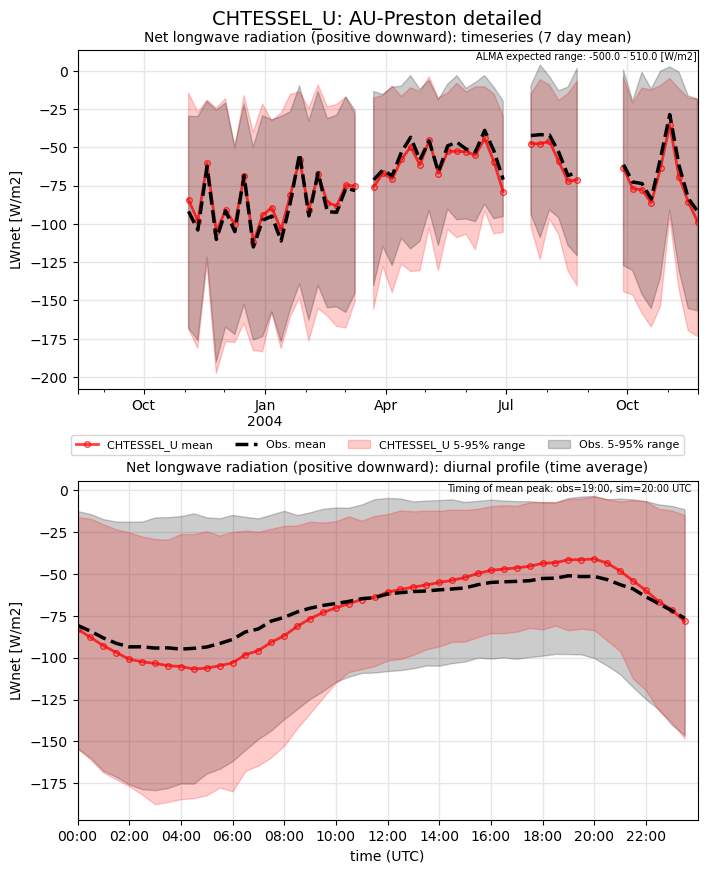 CHTESSEL_U: AU-Preston detailed
Net longwave radiation (positive downward): timeseries (7 day mean)
ALMA expected range: -500.0 - 510.0 [W/m2]
0
−25
−50
−75
−100
−125
−150
−175
−200
LWnet [W/m2]
Oct Jan Apr Jul Oct
2004
CHTESSEL_U mean Obs. mean CHTESSEL_U 5-95% range Obs. 5-95% range
Net longwave radiation (positive downward): diurnal profile (time average)
Timing of mean peak: obs=19:00, sim=20:00 UTC
0
−25
−50
−75
−100
−125
−150
−175
LWnet [W/m2]
00:00 02:00 04:00 06:00 08:00 10:00 12:00 14:00 16:00 18:00 20:00 22:00
time (UTC)